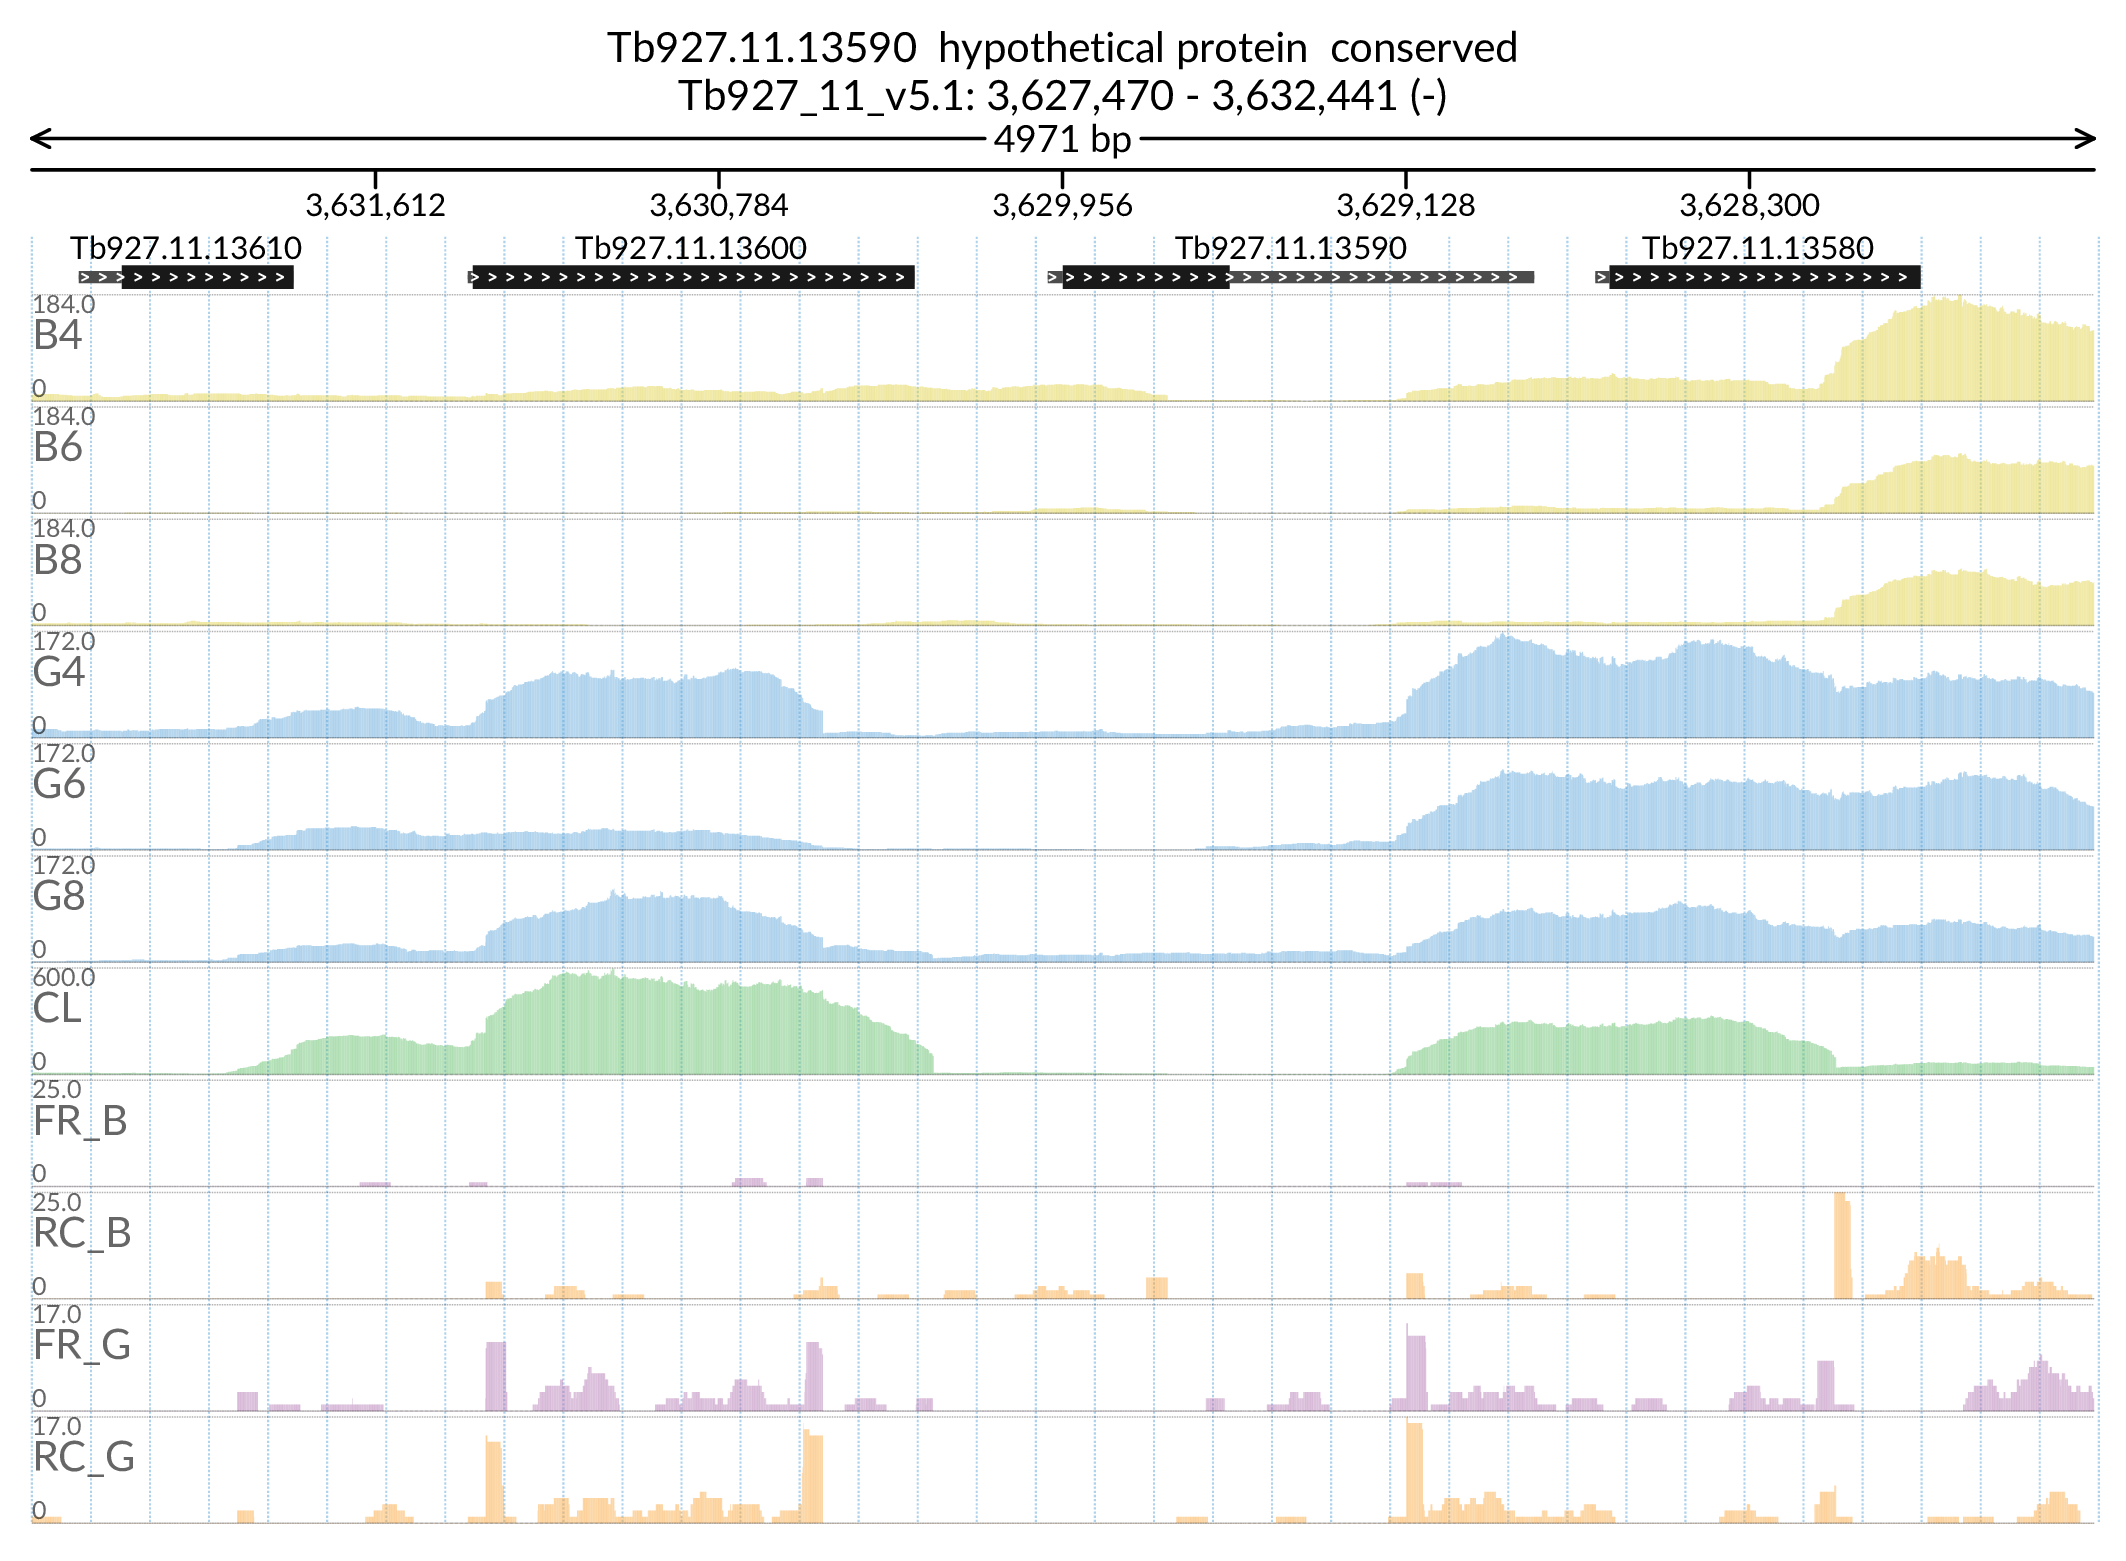 Tb927.11.13590 hypothetical protein conserved
Tb927_11_v5.1: 3,627,470 - 3,632,441 (-)
4971 bp
3,631,612 3,630,784 3,629,956 3,629,128 3,628,300
Tb927.11.13610 Tb927.11.13600 Tb927.11.13590 Tb927.11.13580
184.0
B4
0
184.0
B6
0
184.0
B8
0
172.0
G4
0
172.0
G6
0
172.0
G8
0
600.0
CL
0
25.0
FR_B
0
25.0
RC_B
0
17.0
FR_G
0
17.0
RC_G
0